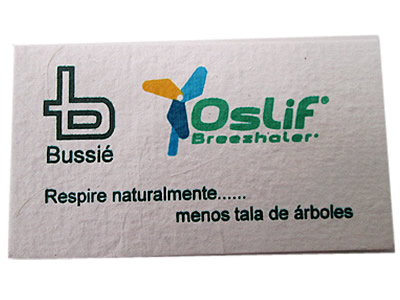 Bussié
Oslif®
Breezhaler®
Respire naturalmente......
menos tala de árboles